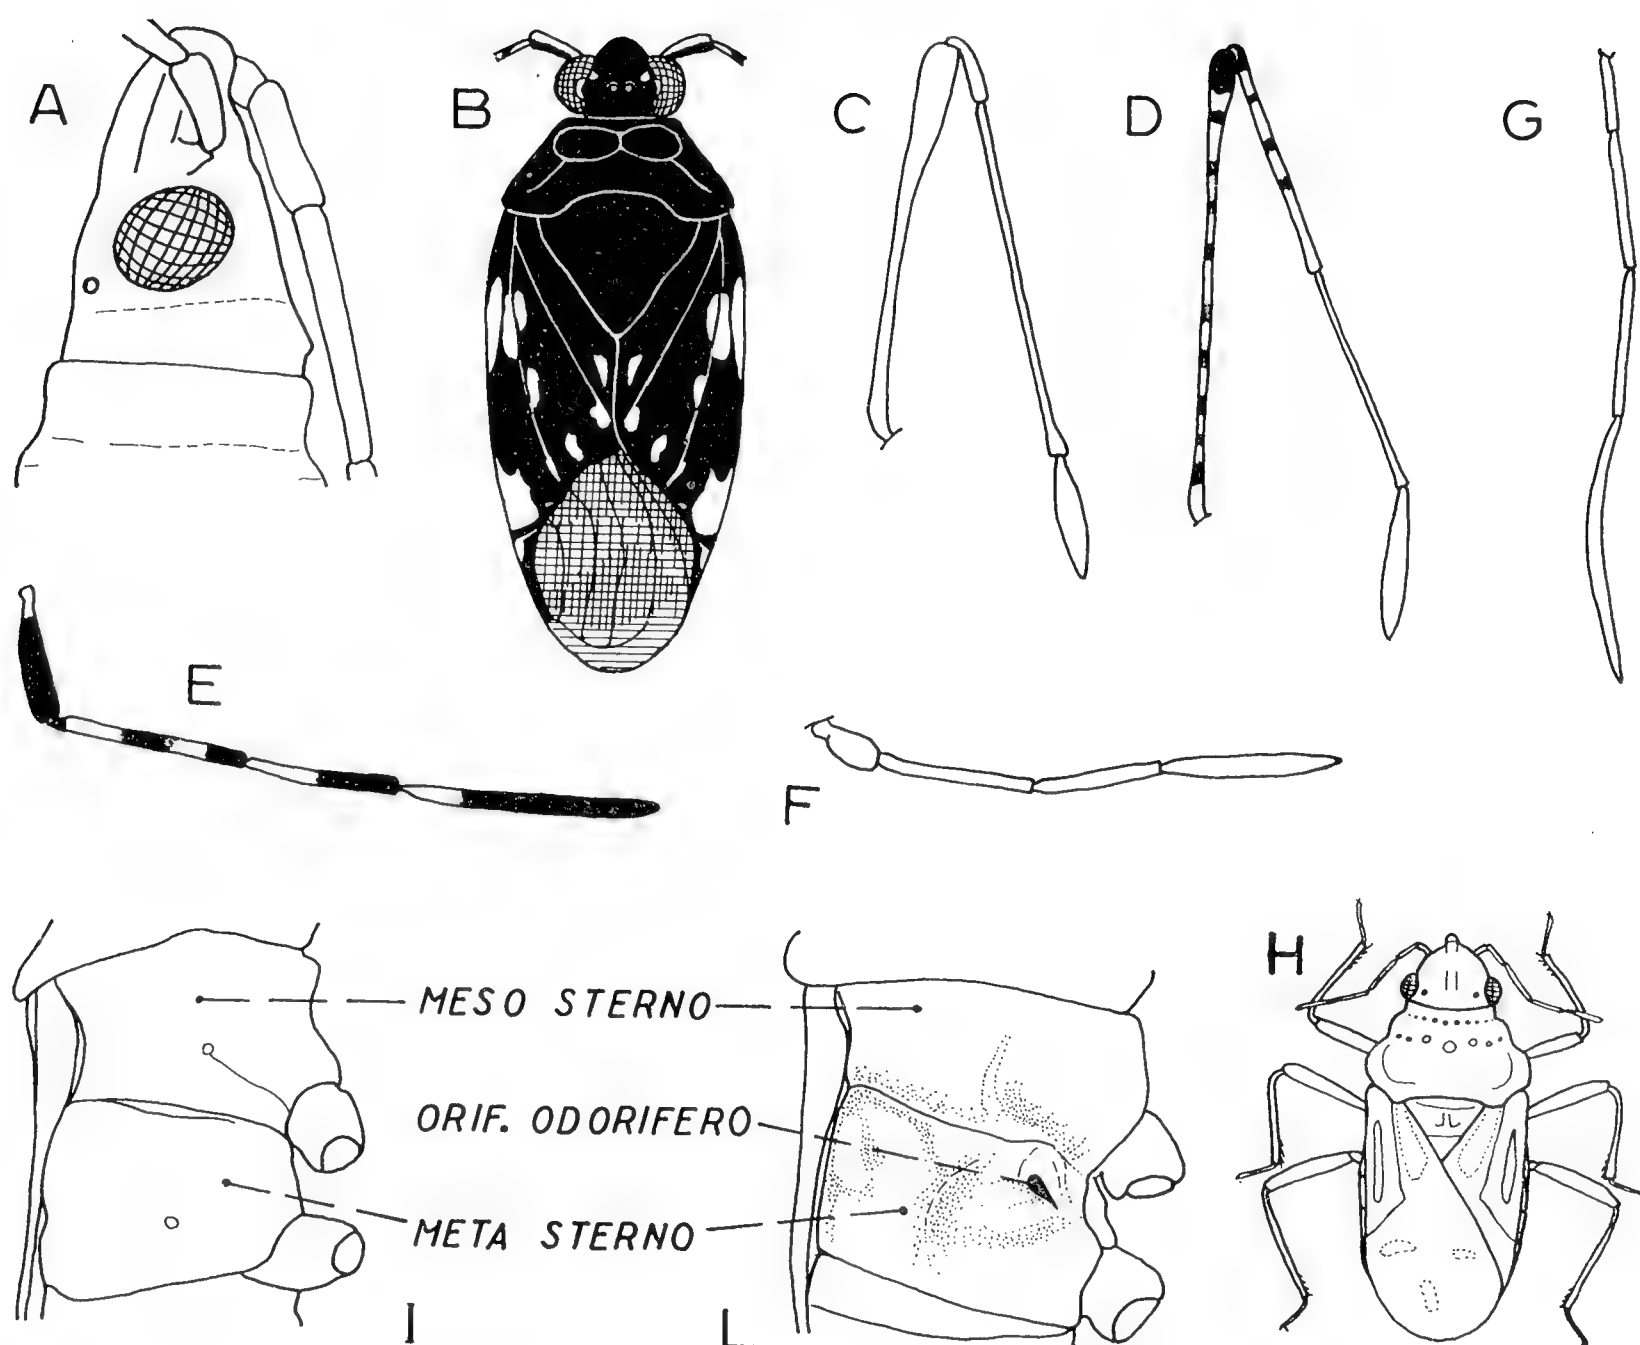 A
B
C
D
G
E
F
H
MESO STERNO
ORIF. ODORIFERO
META STERNO
I
L